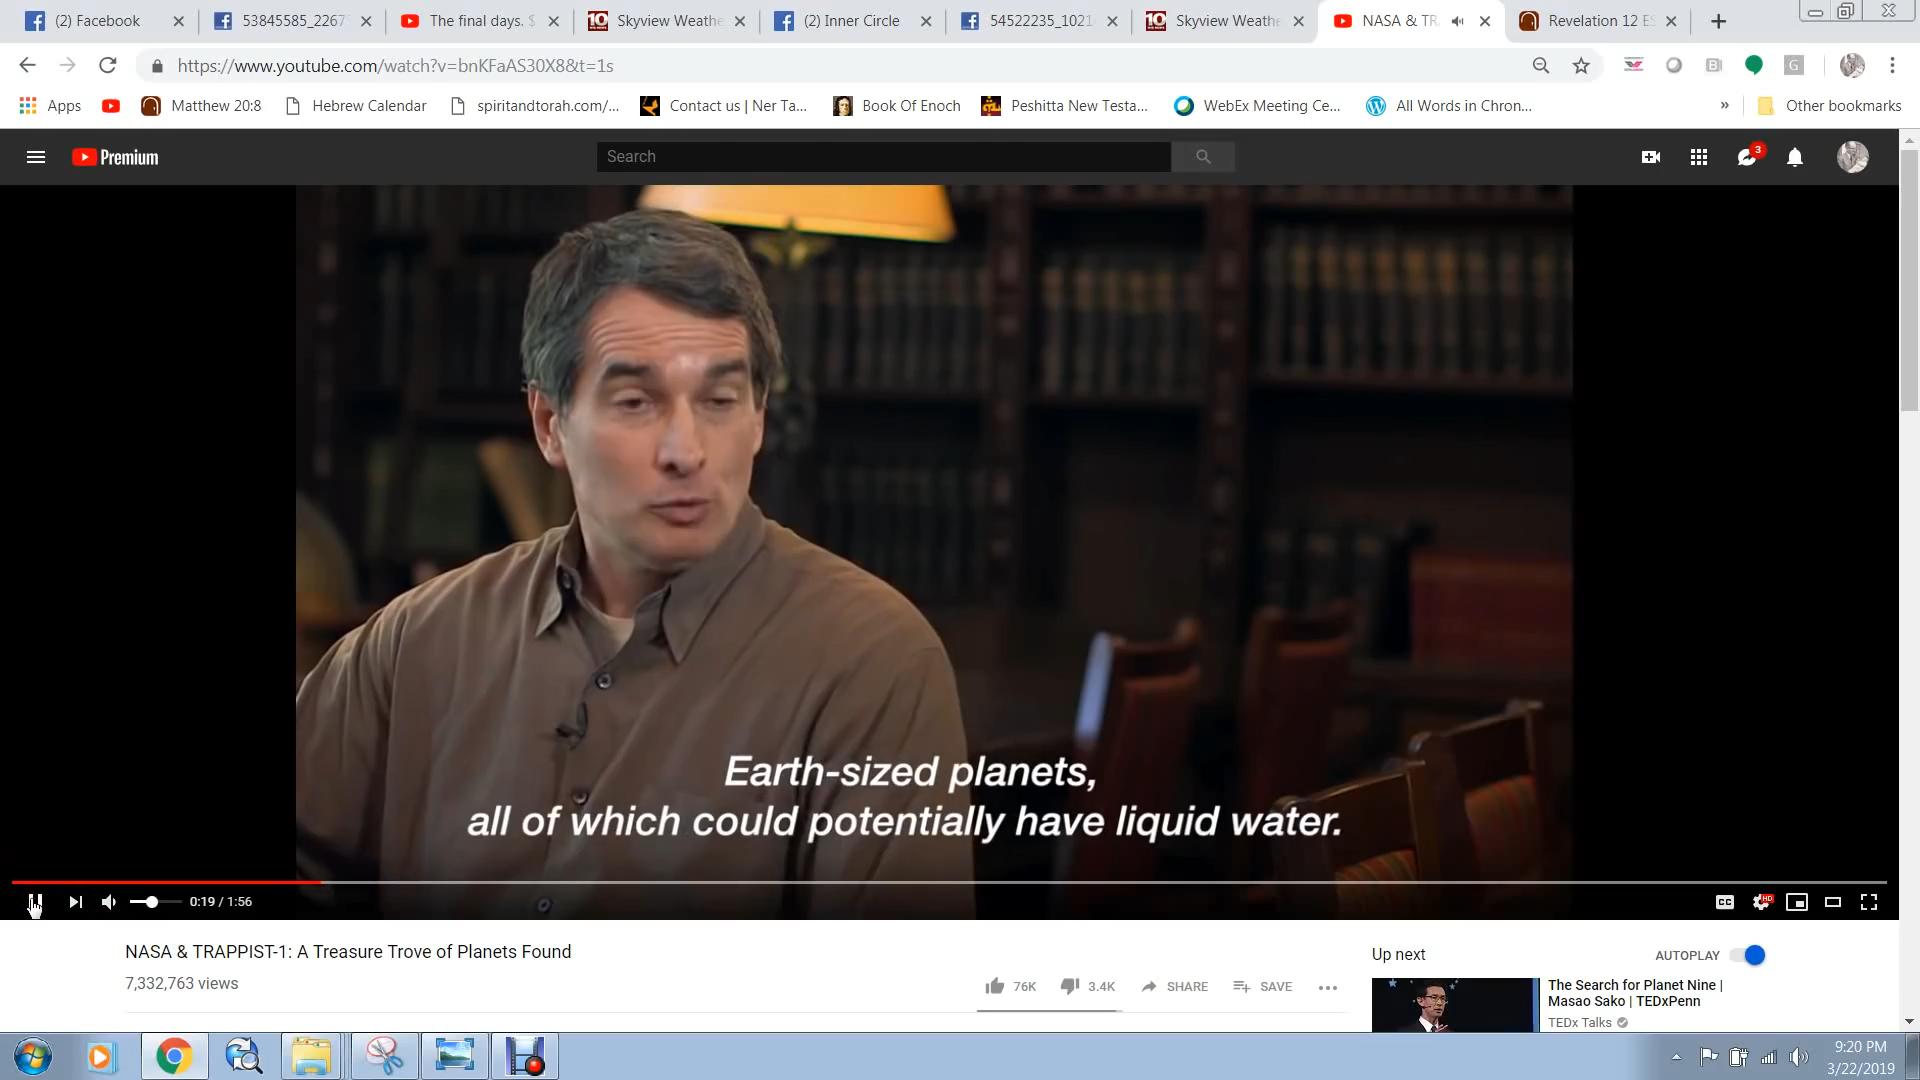 (2) Facebook
53845585_2267
The final days.
Skyview Weathe
(2) Inner Circle
54522235_1021
Skyview Weathe
NASA & TR
Revelation 12 ES
https://www.youtube.com/watch?v=bnKFaAS30X8&t=1s
Apps
Matthew 20:8
Hebrew Calendar
spiritandtorah.com/...
Contact us | Ner Ta...
Book Of Enoch
Peshitta New Testa...
WebEx Meeting Ce...
All Words in Chron...
»
Other bookmarks
Premium
Search
3
Earth-sized planets,
all of which could potentially have liquid water.
0:19 / 1:56
CC
HD
NASA & TRAPPIST-1: A Treasure Trove of Planets Found
7,332,763 views
76K
3.4K
SHARE
SAVE
Up next
AUTOPLAY
The Search for Planet Nine |
Masao Sako | TEDxPenn
TEDx Talks
9:20 PM
3/22/2019